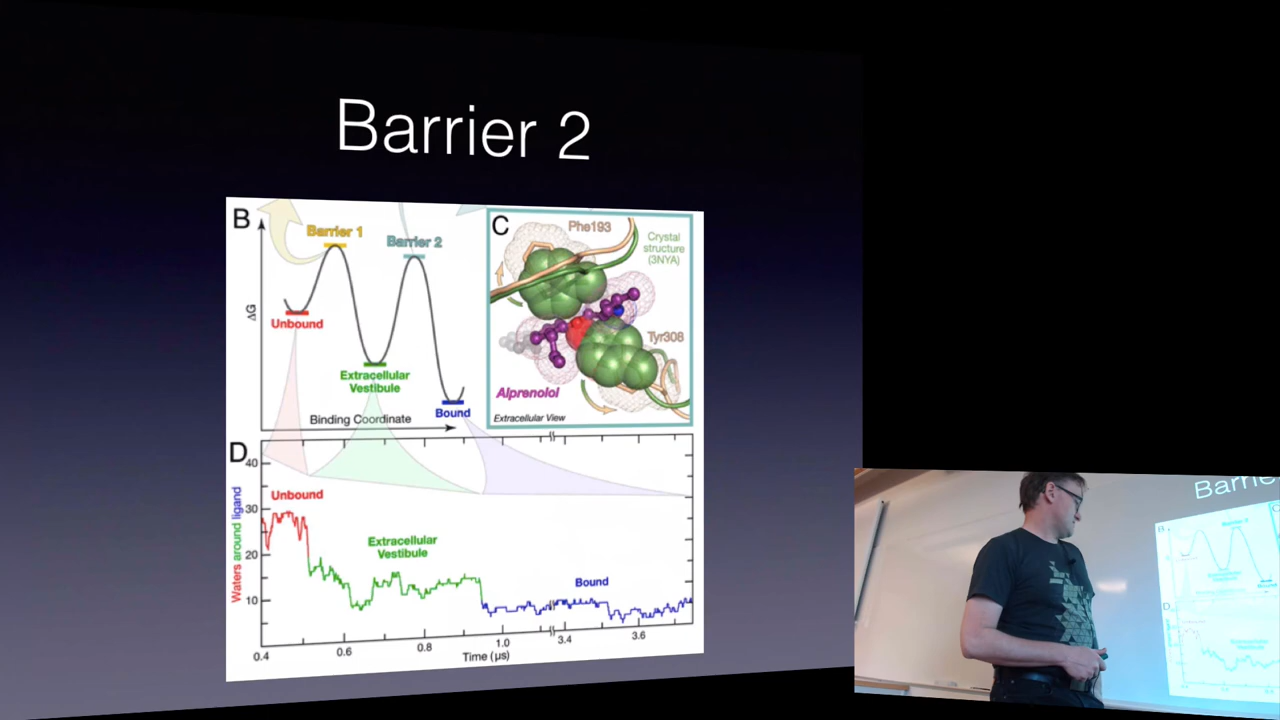 Barrier 2
B
Barrier 1
Barrier 2
ΔG
Unbound
Extracellular
Vestibule
Bound
Binding Coordinate
C
Phe193
Crystal
structure
(3NYA)
Tyr308
Alprenolol
Extracellular View
D
Waters around ligand
40
30
20
10
Unbound
Extracellular
Vestibule
Bound
0.4
0.6
0.8
1.0
3.4
3.6
Time (μs)
Barrie